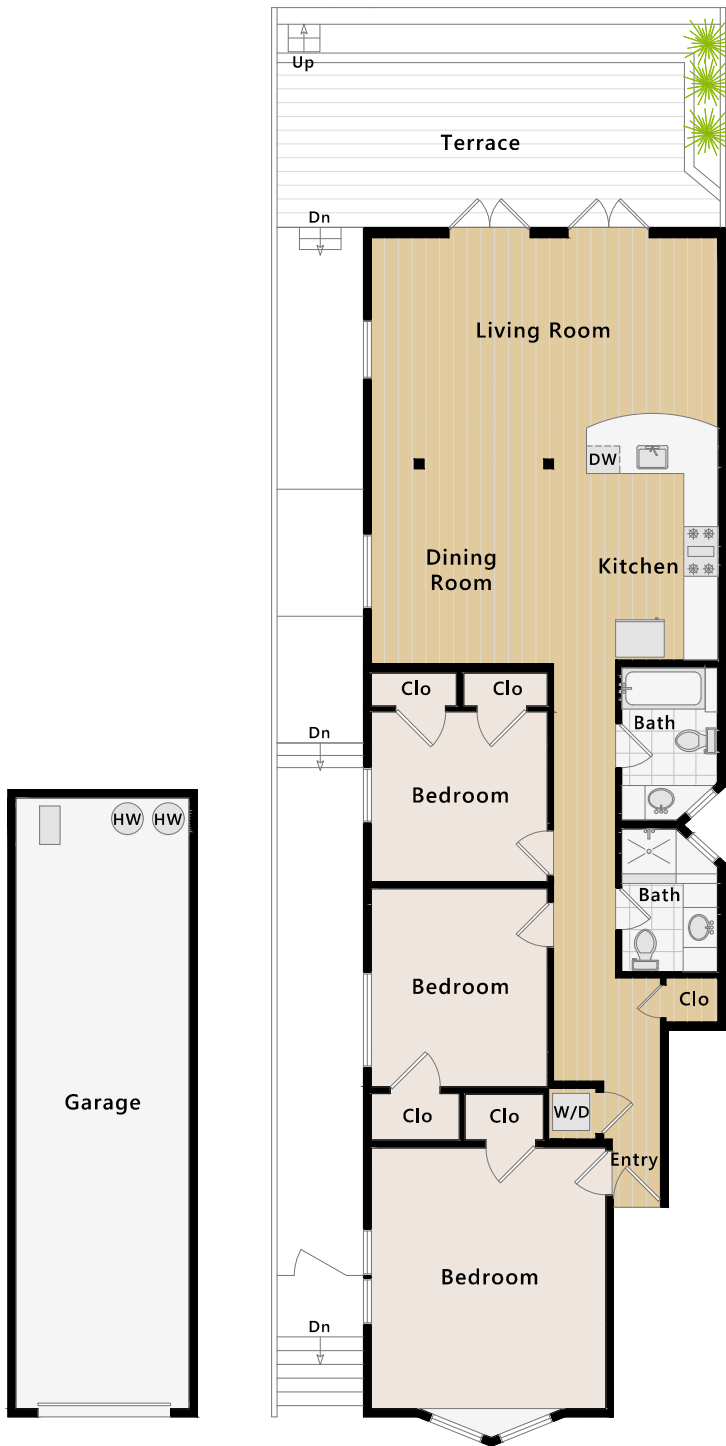 Up
Terrace
Dn
Living Room
DW
Dining
Room
Kitchen
Clo
Clo
Bath
Dn
Bedroom
HW
HW
Bath
Bedroom
Clo
Garage
Clo
Clo
W/D
Entry
Bedroom
Dn